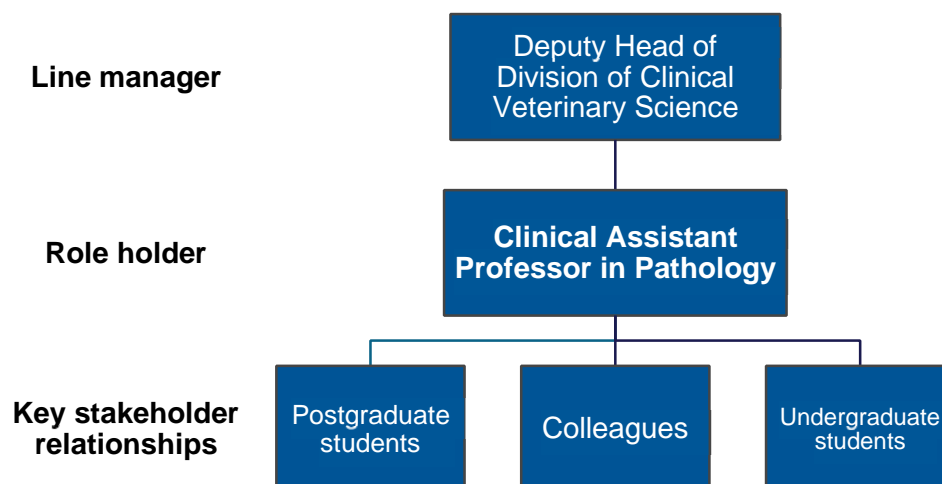 Line manager
Deputy Head of
Division of Clinical
Veterinary Science
Role holder
Clinical Assistant
Professor in Pathology
Key stakeholder
relationships
Postgraduate
students
Colleagues
Undergraduate
students